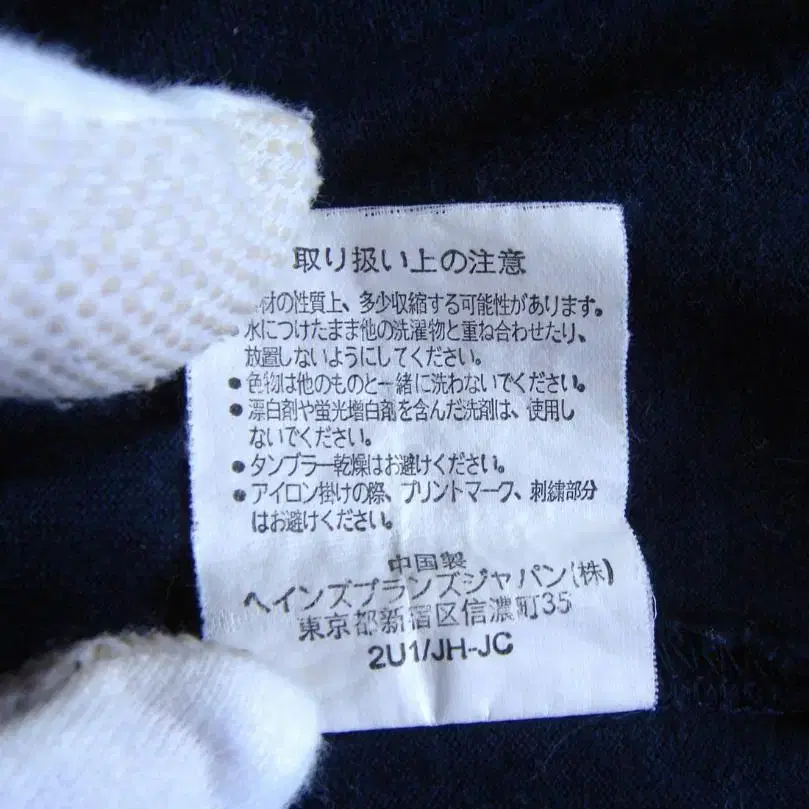 取り扱い上の注意
材の性質上、多少収縮する可能性があります。
●水につけたまま他の洗濯物と重ね合わせたり、
放置しないようにしてください。
●色物は他のものと一緒に洗わないでください。
●漂白剤や蛍光増白剤を含んだ洗剤は、使用し
ないでください。
●タンブラー乾燥はお避けください。
●アイロン掛けの際、プリントマーク、刺繍部分
はお避けください。
中国製
ヘインズブランズジャパン(株)
東京都新宿区信濃町35
2U1/JH-JC